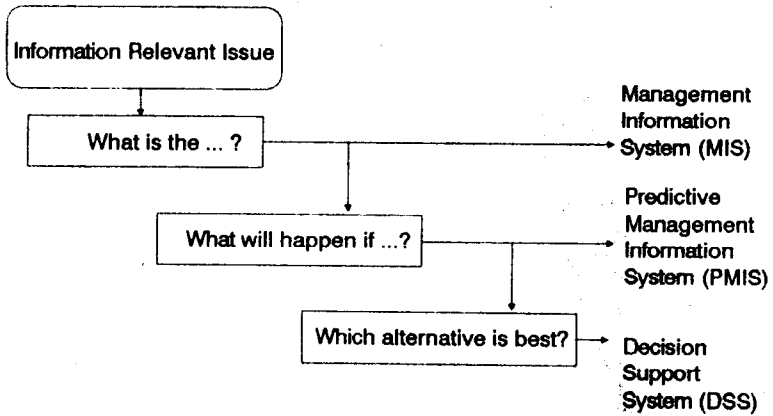 Information Relevant Issue
What is the ... ?
Management
Information
System (MIS)
What will happen if ...?
Predictive
Management
Information
System (PMIS)
Which alternative is best?
Decision
Support
System (DSS)